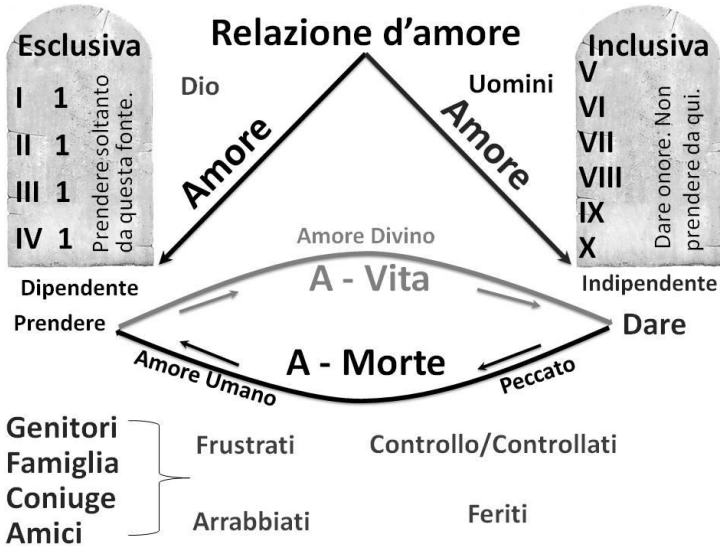 Esclusiva
Relazione d’amore
Inclusiva
Dio
Uomini
I 1
II 1
III 1
IV 1
Prendere soltanto
da questa fonte.
Amore
Amore
V
VI
VII
VIII
IX
X
Dare onore. Non
prendere da qui.
Amore Divino
Dipendente
A - Vita
Indipendente
Prendere
Dare
A - Morte
Amore Umano
Peccato
Genitori
Famiglia
Coniuge
Amici
Frustrati
Controllo/Controllati
Arrabbiati
Feriti